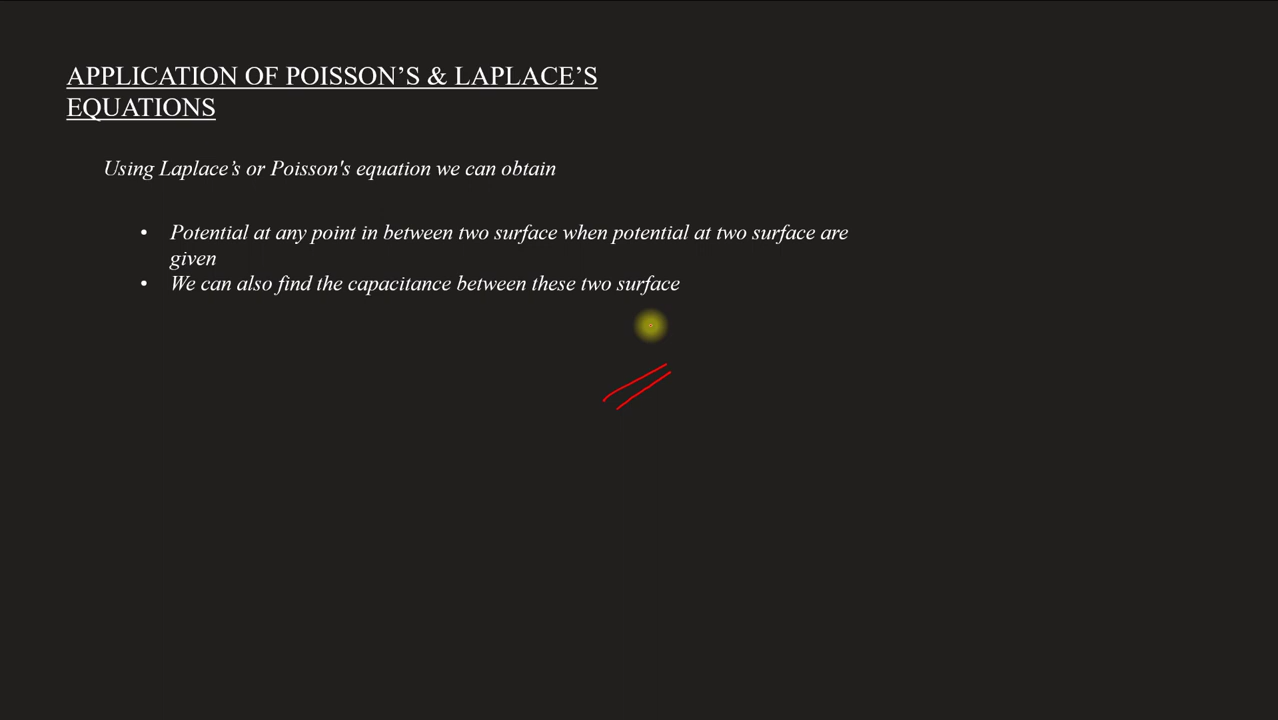 APPLICATION OF POISSON’S & LAPLACE’S
EQUATIONS
Using Laplace’s or Poisson's equation we can obtain
• Potential at any point in between two surface when potential at two surface are
given
• We can also find the capacitance between these two surface